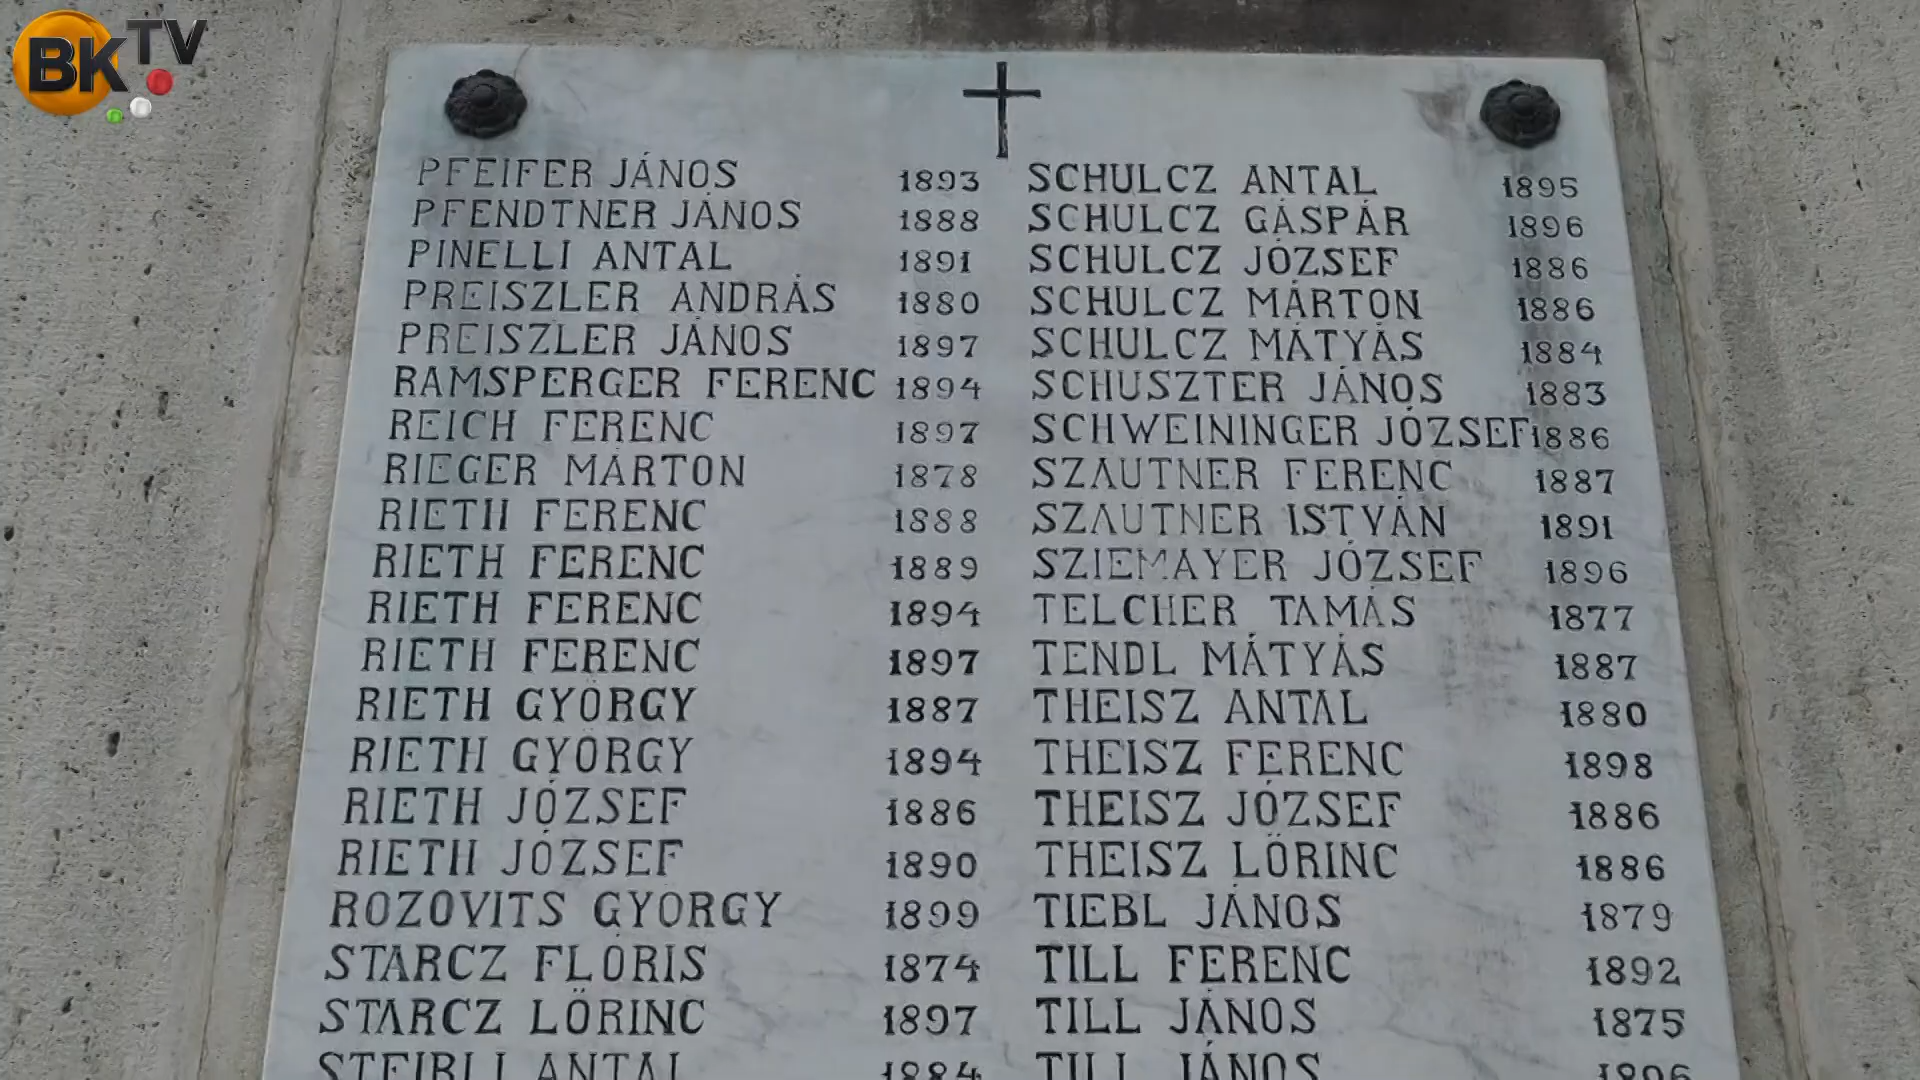 BKTV
PFEIFER JÁNOS 1893
PFENDTNER JÁNOS 1888
PINELLI ANTAL 1891
PREISZLER ANDRÁS 1880
PREISZLER JÁNOS 1897
RAMSPERGER FERENC 1894
REICH FERENC 1897
RIEGER MÁRTON 1878
RIETH FERENC 1888
RIETH FERENC 1889
RIETH FERENC 1894
RIETH FERENC 1897
RIETH GYÖRGY 1887
RIETH GYÖRGY 1894
RIETH JÓZSEF 1886
RIETH JÓZSEF 1890
ROZOVITS GYÖRGY 1899
STARCZ FLÓRIS 1874
STARCZ LŐRINC 1897
ANTAL 1884
SCHULCZ ANTAL 1895
SCHULCZ GÁSPÁR 1896
SCHULCZ JÓZSEF 1886
SCHULCZ MÁRTON 1886
SCHULCZ MÁTYÁS 1884
SCHUSZTER JÁNOS 1883
SCHWEININGER JÓZSEF 1886
SZAUTNER FERENC 1887
SZAUTNER ISTVÁN 1891
SZIEMAYER JÓZSEF 1896
TELCHER TAMÁS 1877
TENDL MÁTYÁS 1887
THEISZ ANTAL 1880
THEISZ FERENC 1898
THEISZ JÓZSEF 1886
THEISZ LŐRINC 1886
TIEBL JÁNOS 1879
TILL FERENC 1892
TILL JÁNOS 1875
TILL JÁNOS